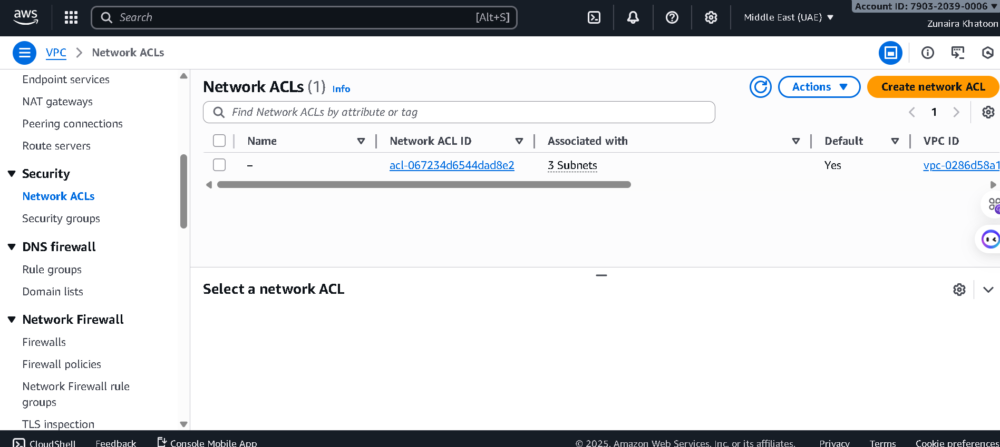 aws
Search
[Alt+S]
Middle East (UAE)
Account ID: 7903-2039-0006
Zunaira Khatoon
VPC
Network ACLs
Endpoint services
NAT gateways
Peering connections
Route servers
Security
Network ACLs
Security groups
DNS firewall
Rule groups
Domain lists
Network Firewall
Firewalls
Firewall policies
Network Firewall rule
groups
TLS inspection
Network ACLs (1) Info
Actions
Create network ACL
Find Network ACLs by attribute or tag
1
Name Network ACL ID Associated with Default VPC ID
– acl-067234d6544dad8e2 3 Subnets Yes vpc-0286d58a1
Select a network ACL
CloudShell Feedback Console Mobile App © 2025, Amazon Web Services, Inc. or its affiliates. Privacy Terms Cookie preferences